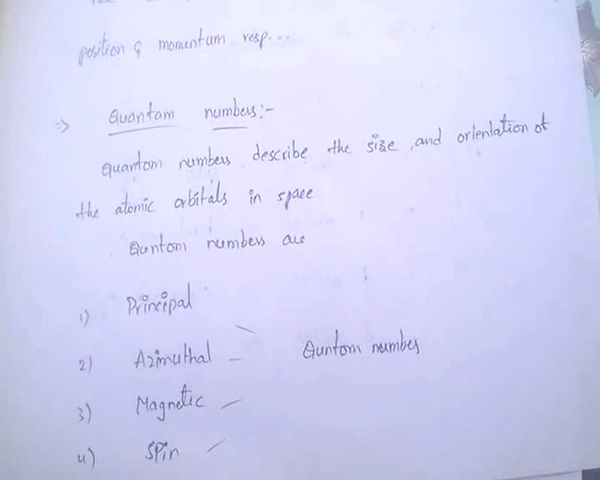 position & momentum resp...
=> Quantam numbers:-
Quantom numbers describe the size, and orientation of
the atomic orbitals in space
Quntom numbers are
1) Principal
2) Azimuthal - Quntom numbes
3) Magnetic -
4) Spin -